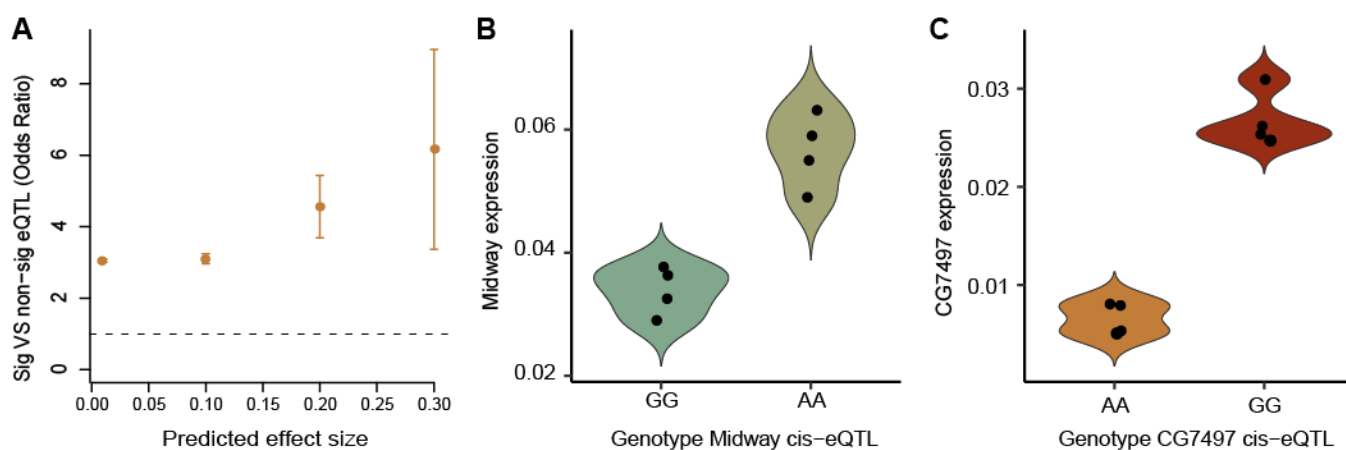 A
Sig VS non-sig eQTL (Odds Ratio)
8
6
4
2
0
0.00 0.05 0.10 0.15 0.20 0.25 0.30
Predicted effect size
B
Midway expression
0.06
0.04
0.02
GG AA
Genotype Midway cis-eQTL
C
CG7497 expression
0.03
0.02
0.01
AA GG
Genotype CG7497 cis-eQTL